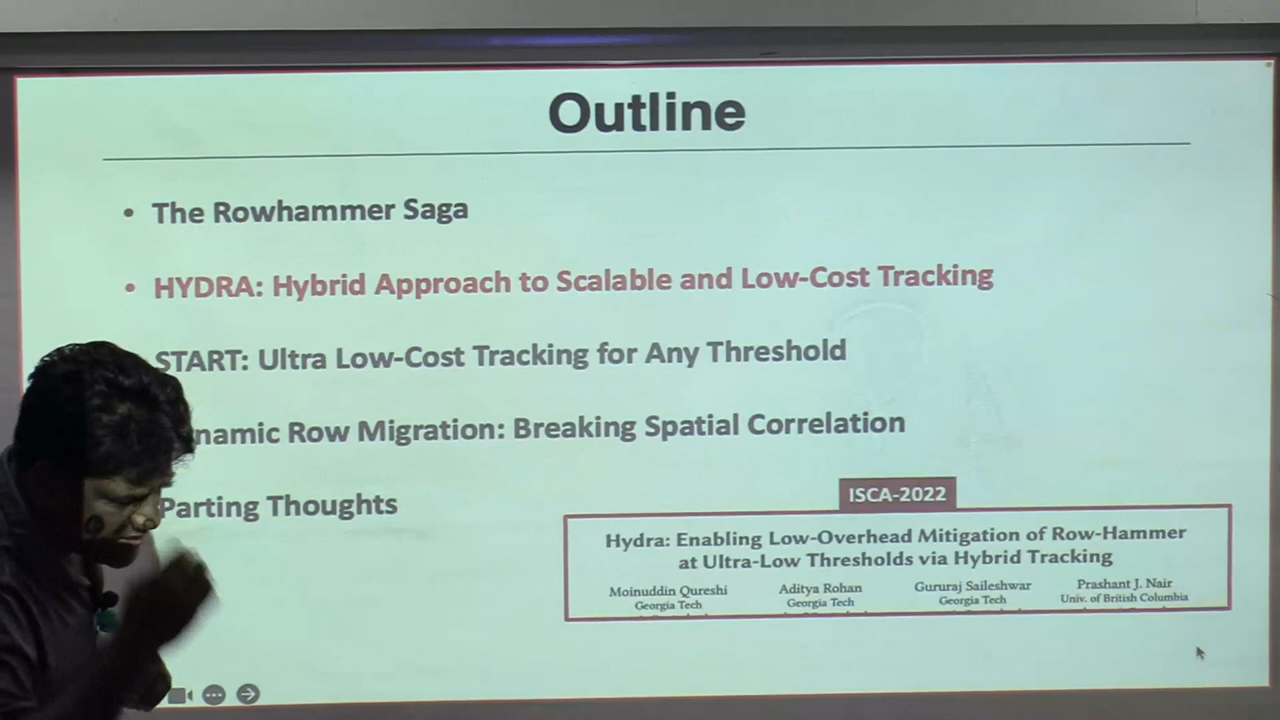 Outline
• The Rowhammer Saga
• HYDRA: Hybrid Approach to Scalable and Low-Cost Tracking
START: Ultra Low-Cost Tracking for Any Threshold
namic Row Migration: Breaking Spatial Correlation
Parting Thoughts
ISCA-2022
Hydra: Enabling Low-Overhead Mitigation of Row-Hammer
at Ultra-Low Thresholds via Hybrid Tracking
Moinuddin Qureshi Aditya Rohan Gururaj Saileshwar Prashant J. Nair
Georgia Tech Georgia Tech Georgia Tech Univ. of British Columbia